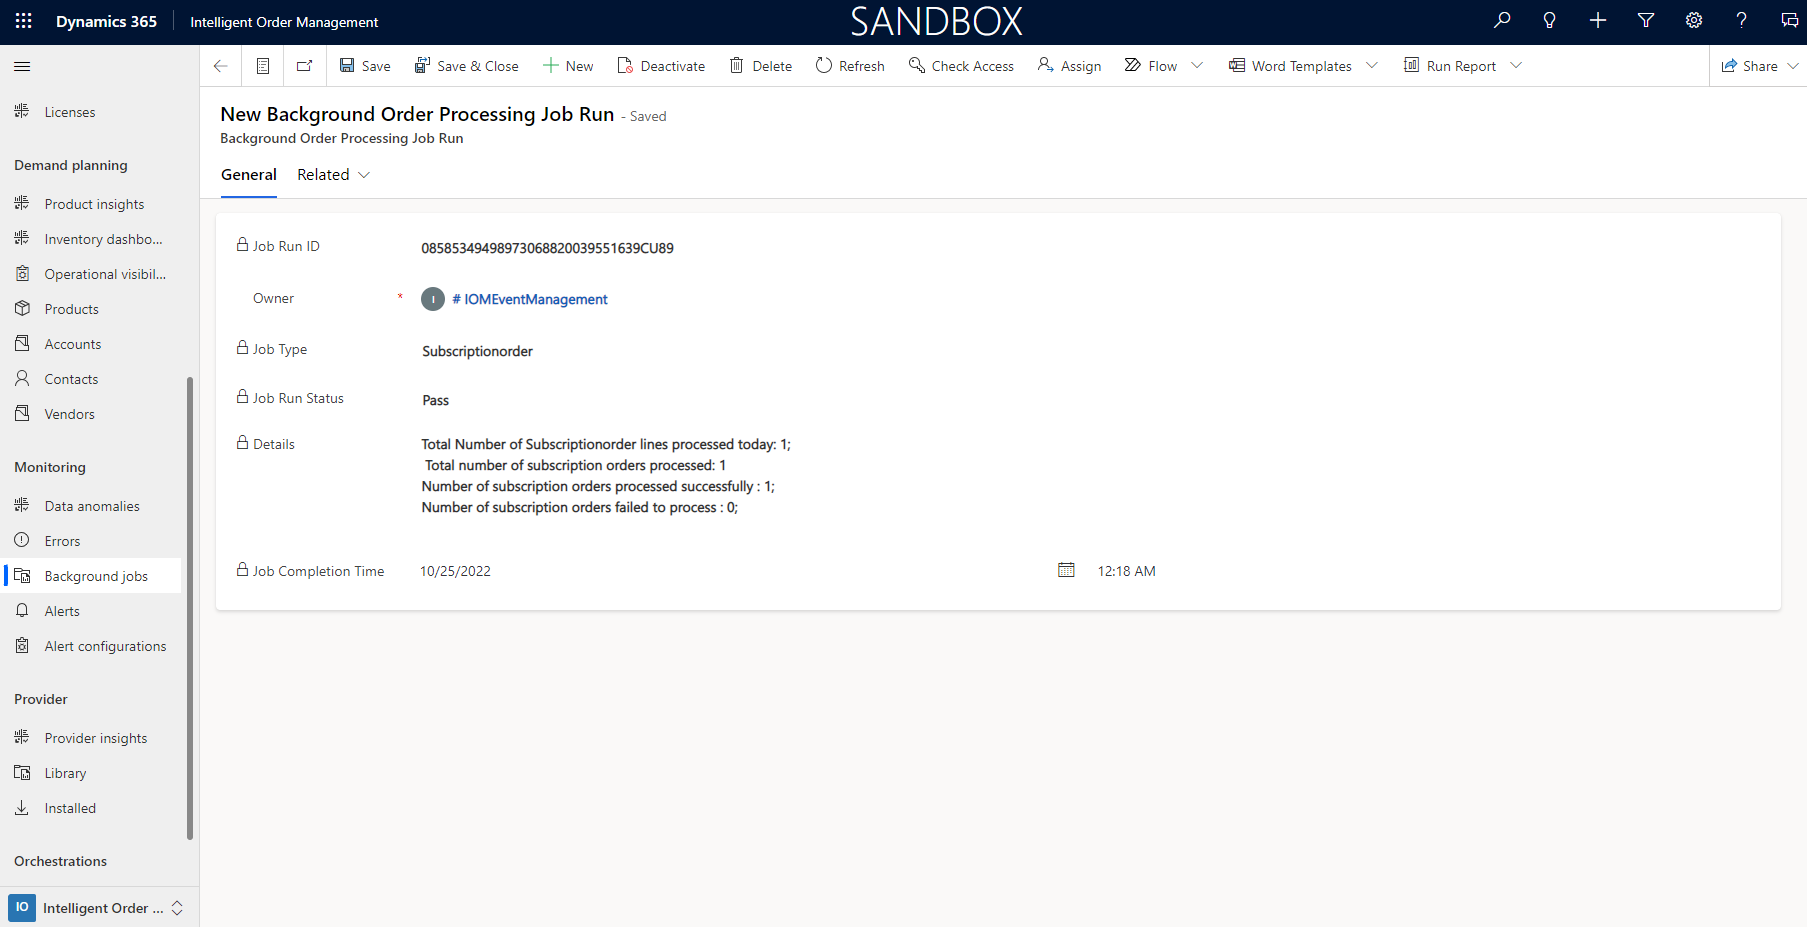 Dynamics 365 Intelligent Order Management SANDBOX
Save Save & Close New Deactivate Delete Refresh Check Access Assign Flow Word Templates Run Report Share
New Background Order Processing Job Run - Saved
Background Order Processing Job Run
General Related
Licenses
Demand planning
Product insights
Inventory dashbo...
Operational visibil...
Products
Accounts
Contacts
Vendors
Monitoring
Data anomalies
Errors
Background jobs
Alerts
Alert configurations
Provider
Provider insights
Library
Installed
Orchestrations
IO Intelligent Order ...
Job Run ID 08585349498973068820039551639CU89
Owner * I # IOMEventManagement
Job Type Subscriptionorder
Job Run Status Pass
Details Total Number of Subscriptionorder lines processed today: 1;
Total number of subscription orders processed: 1
Number of subscription orders processed successfully : 1;
Number of subscription orders failed to process : 0;
Job Completion Time 10/25/2022 12:18 AM